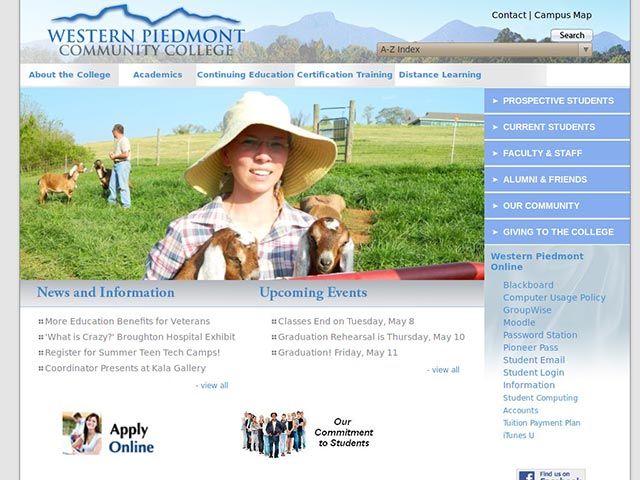 WESTERN PIEDMONT
COMMUNITY COLLEGE
Contact | Campus Map
Search
A-Z Index
About the College
Academics
Continuing Education
Certification Training
Distance Learning
► PROSPECTIVE STUDENTS
► CURRENT STUDENTS
► FACULTY & STAFF
► ALUMNI & FRIENDS
► OUR COMMUNITY
► GIVING TO THE COLLEGE
Western Piedmont
Online
Blackboard
Computer Usage Policy
GroupWise
Moodle
Password Station
Pioneer Pass
Student Email
Student Login
Information
Student Computing
Accounts
Tuition Payment Plan
iTunes U
News and Information
More Education Benefits for Veterans
'What is Crazy?' Broughton Hospital Exhibit
Register for Summer Teen Tech Camps!
Coordinator Presents at Kala Gallery
- view all
Upcoming Events
Classes End on Tuesday, May 8
Graduation Rehearsal is Thursday, May 10
Graduation! Friday, May 11
- view all
Apply
Online
Our
Commitment
to Students
Find us on
Facebook